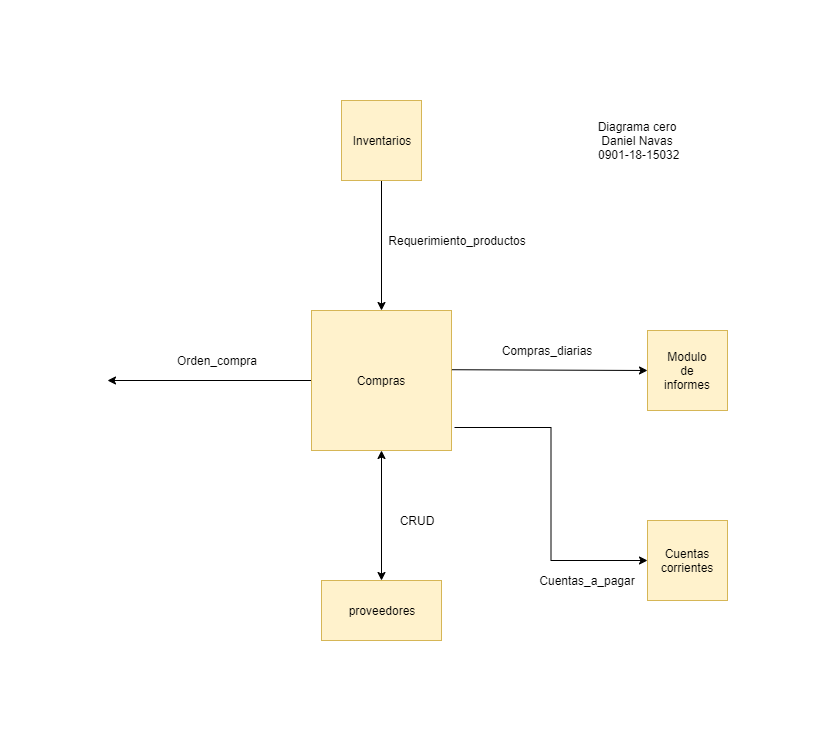 Inventarios
Diagrama cero
Daniel Navas
0901-18-15032
Requerimiento_productos
Orden_compra
Compras
Compras_diarias
Modulo
de
informes
CRUD
Cuentas
corrientes
Cuentas_a_pagar
proveedores